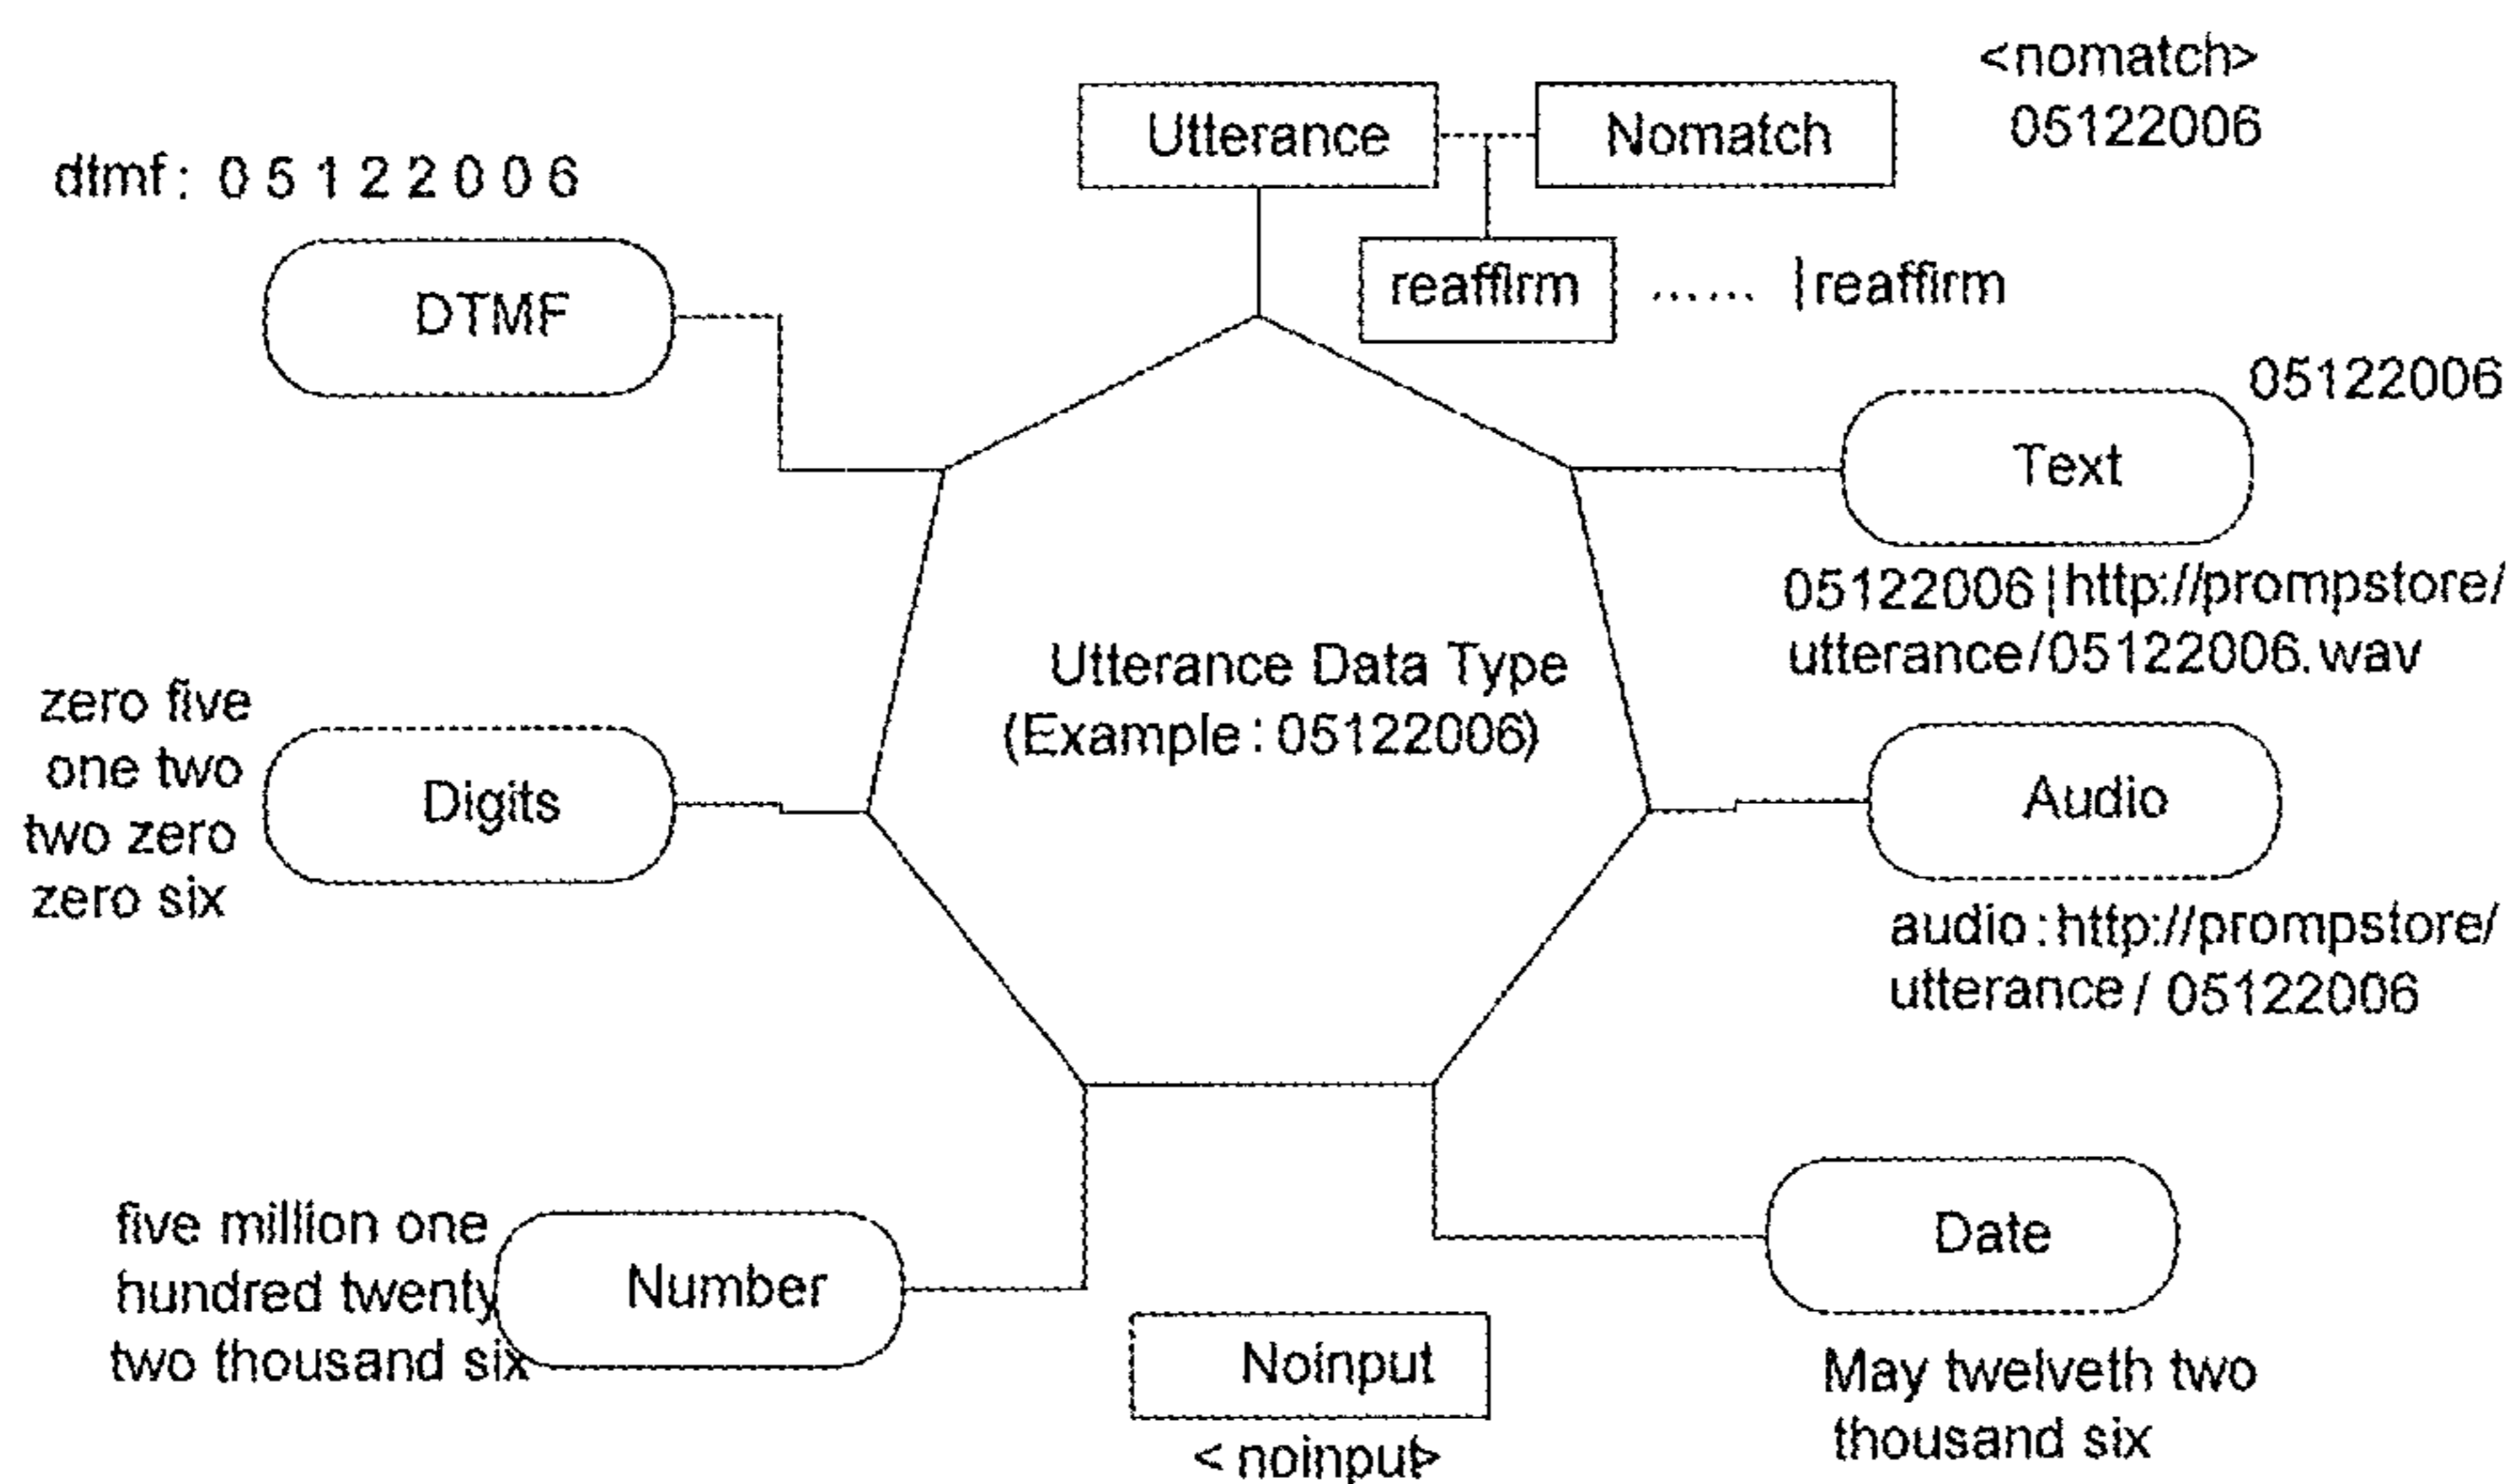 <nomatch>
05122006
Utterance
Nomatch
dtmf: 0 5 1 2 2 0 0 6
reaffirm ...... |reaffirm
DTMF
05122006
Text
05122006|http://prompstore/
utterance/05122006.wav
Utterance Data Type
(Example: 05122006)
zero five
one two
two zero
zero six
Digits
Audio
audio:http://prompstore/
utterance/ 05122006
five million one
hundred twenty
two thousand six
Number
Date
May twelveth two
thousand six
Noinput
< noinput>